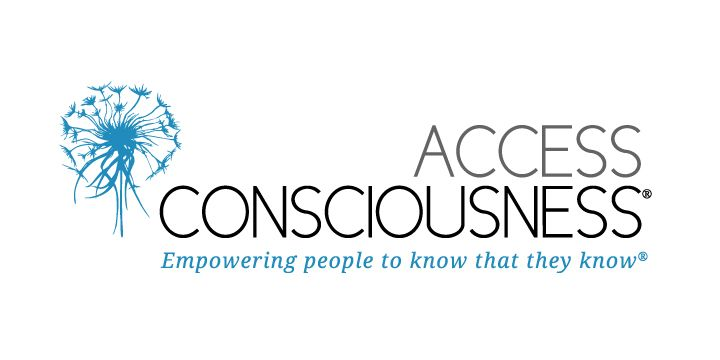 ACCESS
CONSCIOUSNESS®
Empowering people to know that they know®